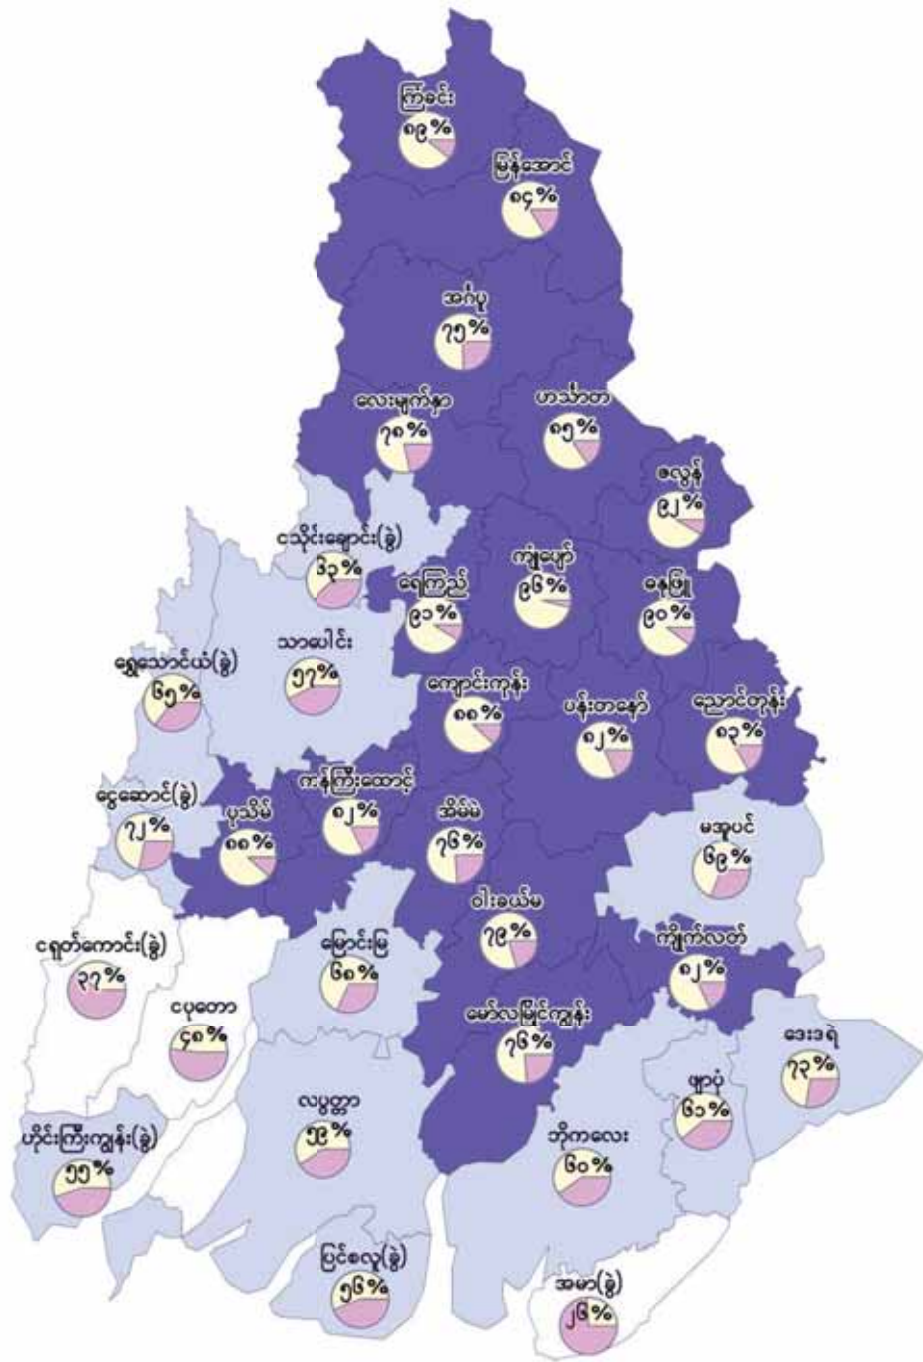 ကြံခင်း
၈၉%
မြန်အောင်
၈၄%
အင်္ဂပူ
၇၅%
လေးမျက်နှာ
၇၈%
ဟင်္သာတ
၈၅%
ဇလွန်
၉၂%
ငသိုင်းချောင်း(ခွဲ)
၆၃%
ရေကြည်
၉၁%
ကျုံပျော်
၉၆%
ဓနုဖြူ
၉၀%
သာပေါင်း
၅၇%
ရွှေသောင်ယံ(ခွဲ)
၆၅%
ကျောင်းကုန်း
၈၈%
ပန်းတနော်
၈၂%
ညောင်တုန်း
၈၃%
ငွေဆောင်(ခွဲ)
၇၂%
ပုသိမ်
၈၈%
ကန်ကြီးထောင့်
၈၂%
အိမ်မဲ
၇၆%
မအူပင်
၆၉%
ဝါးခယ်မ
၇၉%
ကျိုက်လတ်
၈၂%
ငရုတ်ကောင်း(ခွဲ)
၃၇%
မြောင်းမြ
၆၈%
ငပုတော
၄၈%
မော်လမြိုင်ကျွန်း
၇၆%
ဒေးဒရဲ
၇၃%
ဖျာပုံ
၆၁%
လပွတ္တာ
၅၉%
ဟိုင်းကြီးကျွန်း(ခွဲ)
၅၅%
ဘိုကလေး
၆၀%
ပြင်စလူ(ခွဲ)
၅၆%
အမာ(ခွဲ)
၂၆%